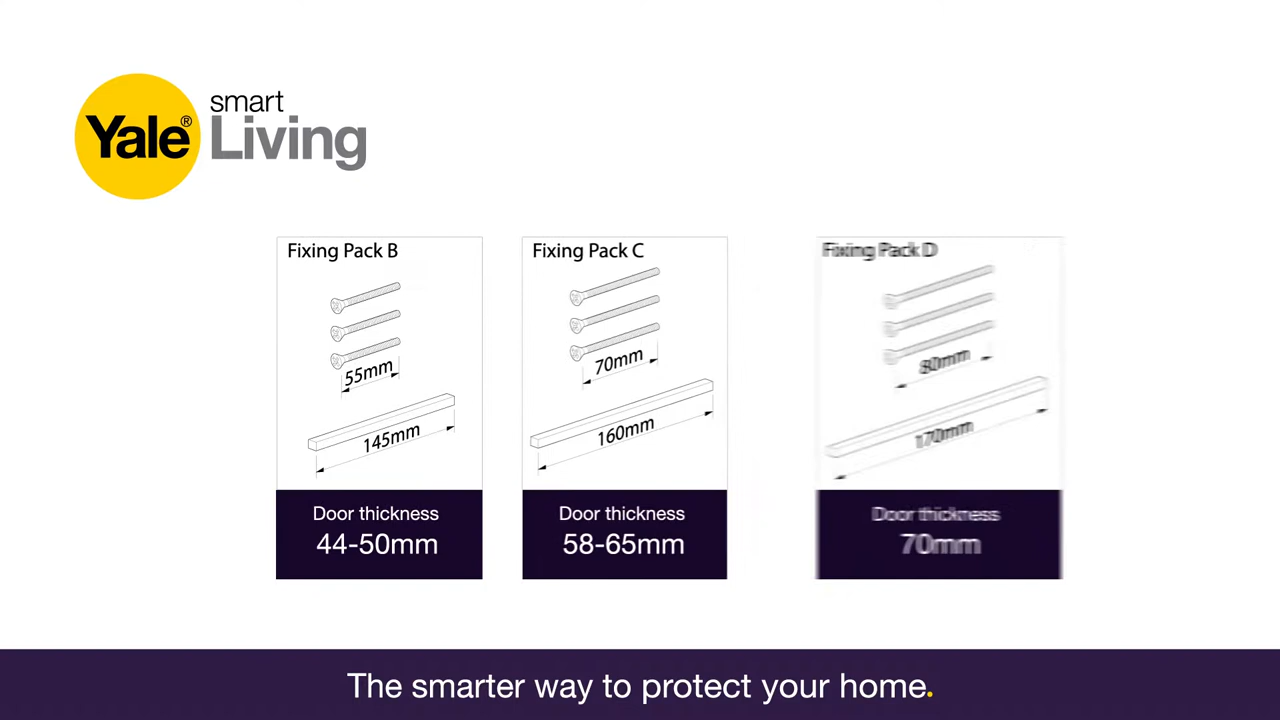 Yale®
smart
Living
Fixing Pack B
55mm
145mm
Door thickness
44-50mm
Fixing Pack C
70mm
160mm
Door thickness
58-65mm
Fixing Pack D
80mm
170mm
Door thickness
70mm
The smarter way to protect your home.